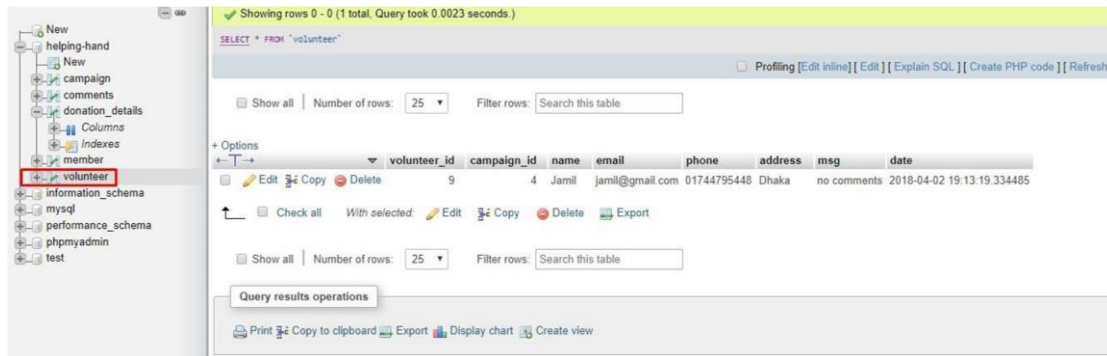 New
helping-hand
New
campaign
comments
donation_details
Columns
Indexes
member
volunteer
information_schema
mysql
performance_schema
phpmyadmin
test
Showing rows 0 - 0 (1 total, Query took 0.0023 seconds.)
SELECT * FROM `volunteer`
Profiling [Edit inline] [ Edit ] [ Explain SQL ] [ Create PHP code ] [ Refresh
Show all | Number of rows: 25 Filter rows: Search this table
+ Options
←T→ volunteer_id campaign_id name email phone address msg date
Edit Copy Delete 9 4 Jamil jamil@gmail.com 01744795448 Dhaka no comments 2018-04-02 19:13:19.334485
Check all With selected: Edit Copy Delete Export
Show all | Number of rows: 25 Filter rows: Search this table
Query results operations
Print Copy to clipboard Export Display chart Create view